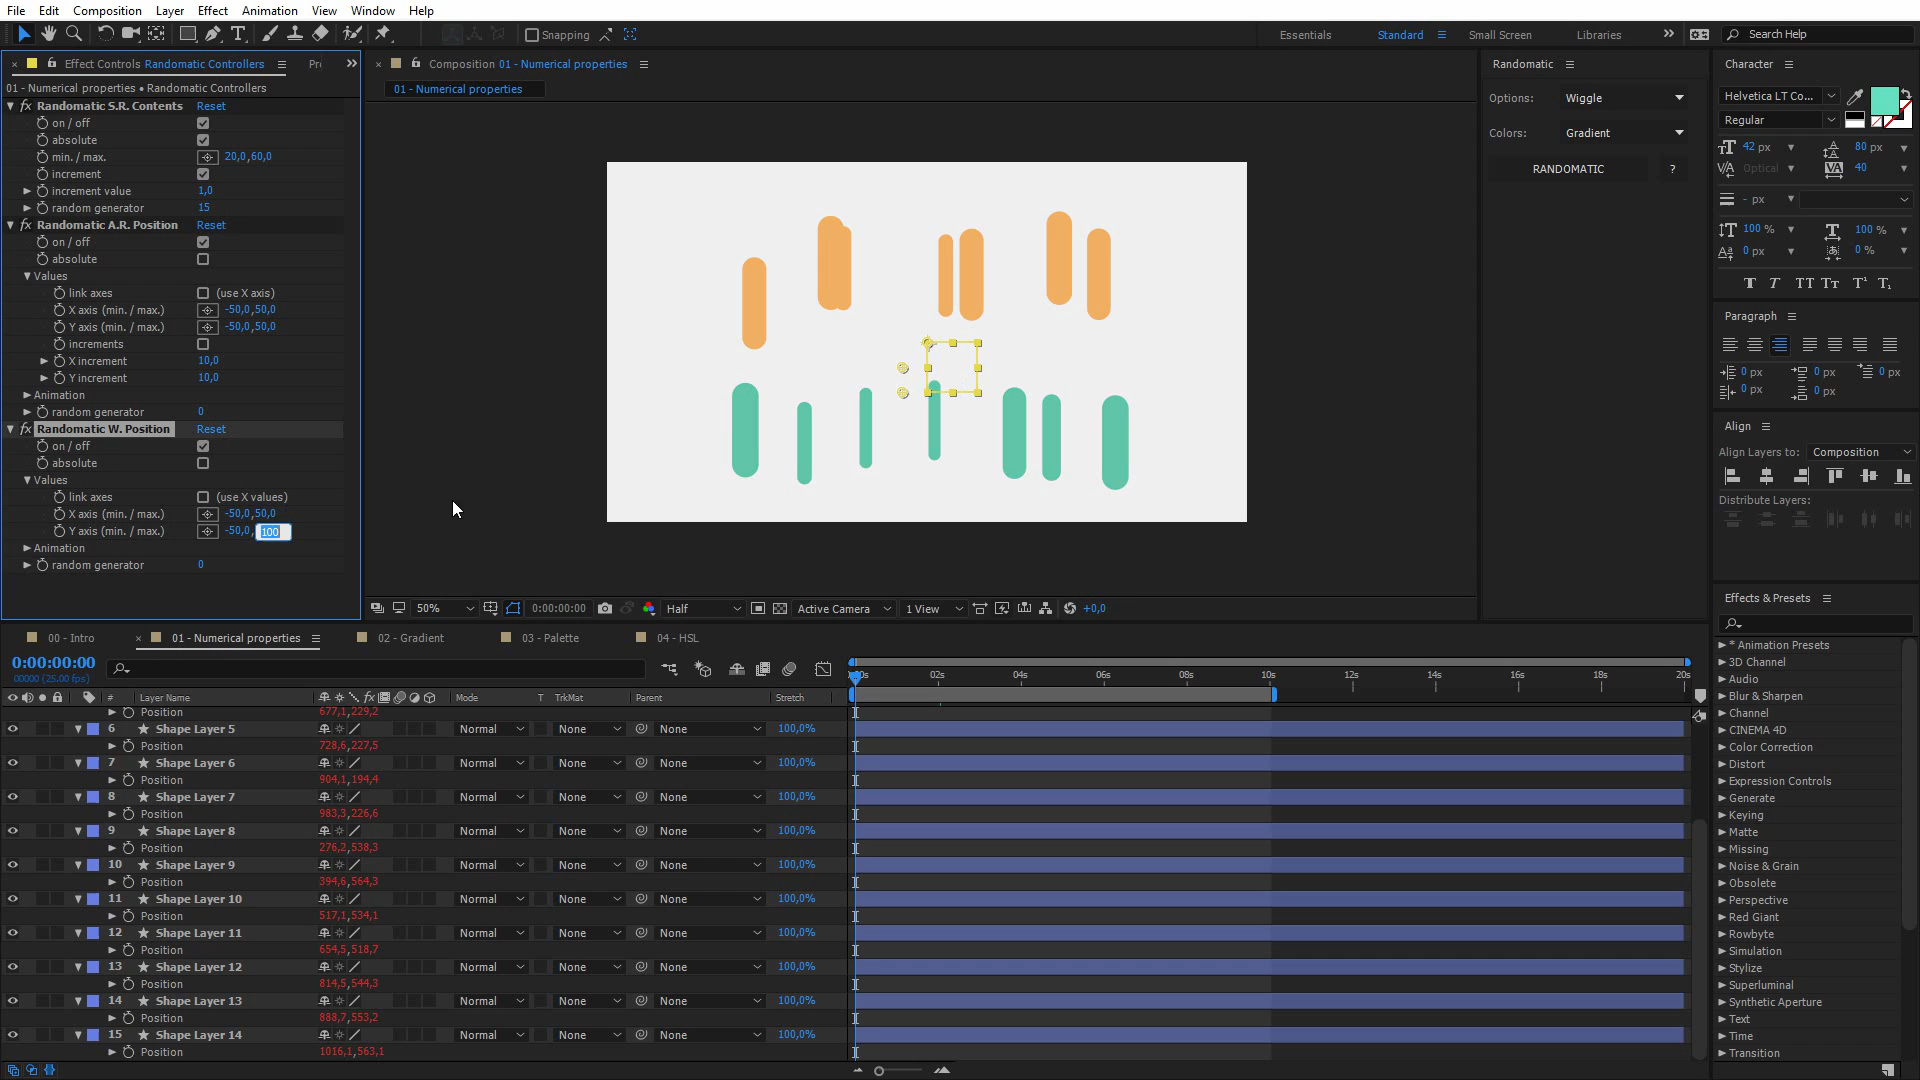 File Edit Composition Layer Effect Animation View Window Help
Snapping Essentials Standard Small Screen Libraries Search Help
Effect Controls Randomatic Controllers Pr
Composition 01 - Numerical properties
Randomatic
Character
01 - Numerical properties • Randomatic Controllers
01 - Numerical properties
fx Randomatic S.R. Contents Reset
on / off
absolute
min. / max. 20,0,60,0
increment
increment value 1,0
random generator 15
fx Randomatic A.R. Position Reset
on / off
absolute
Values
link axes (use X axis)
X axis (min. / max.) -50,0,50,0
Y axis (min. / max.) -50,0,50,0
increments
X increment 10,0
Y increment 10,0
Animation
random generator 0
fx Randomatic W. Position Reset
on / off
absolute
Values
link axes (use X values)
X axis (min. / max.) -50,0,50,0
Y axis (min. / max.) -50,0, 100
Animation
random generator 0
50% 0:00:00:00 Half Active Camera 1 View +0,0
Options: Wiggle
Colors: Gradient
RANDOMATIC ?
Helvetica LT Co...
Regular
42 px 80 px
Optical 40
- px
100 % 100 %
0 px 0 %
T T TT Tt T¹ T₁
Paragraph
0 px 0 px 0 px
0 px 0 px
Align
Align Layers to: Composition
Distribute Layers:
Effects & Presets
* Animation Presets
3D Channel
Audio
Blur & Sharpen
Channel
CINEMA 4D
Color Correction
Distort
Expression Controls
Generate
Keying
Matte
Missing
Noise & Grain
Obsolete
Perspective
Red Giant
Rowbyte
Simulation
Stylize
Superluminal
Synthetic Aperture
Text
Time
Transition
00 - Intro 01 - Numerical properties 02 - Gradient 03 - Palette 04 - HSL
0:00:00:00
00000 (25.00 fps)
02s 04s 06s 08s 10s 12s 14s 16s 18s 20s
# Layer Name fx Mode T TrkMat Parent Stretch
Position 677,1,229,2
6 Shape Layer 5 Normal None None 100,0%
Position 728,6,227,5
7 Shape Layer 6 Normal None None 100,0%
Position 904,1,194,4
8 Shape Layer 7 Normal None None 100,0%
Position 983,3,226,6
9 Shape Layer 8 Normal None None 100,0%
Position 276,2,538,3
10 Shape Layer 9 Normal None None 100,0%
Position 394,6,564,3
11 Shape Layer 10 Normal None None 100,0%
Position 517,1,534,1
12 Shape Layer 11 Normal None None 100,0%
Position 654,5,518,7
13 Shape Layer 12 Normal None None 100,0%
Position 814,5,544,3
14 Shape Layer 13 Normal None None 100,0%
Position 888,7,553,2
15 Shape Layer 14 Normal None None 100,0%
Position 1016,1,563,1